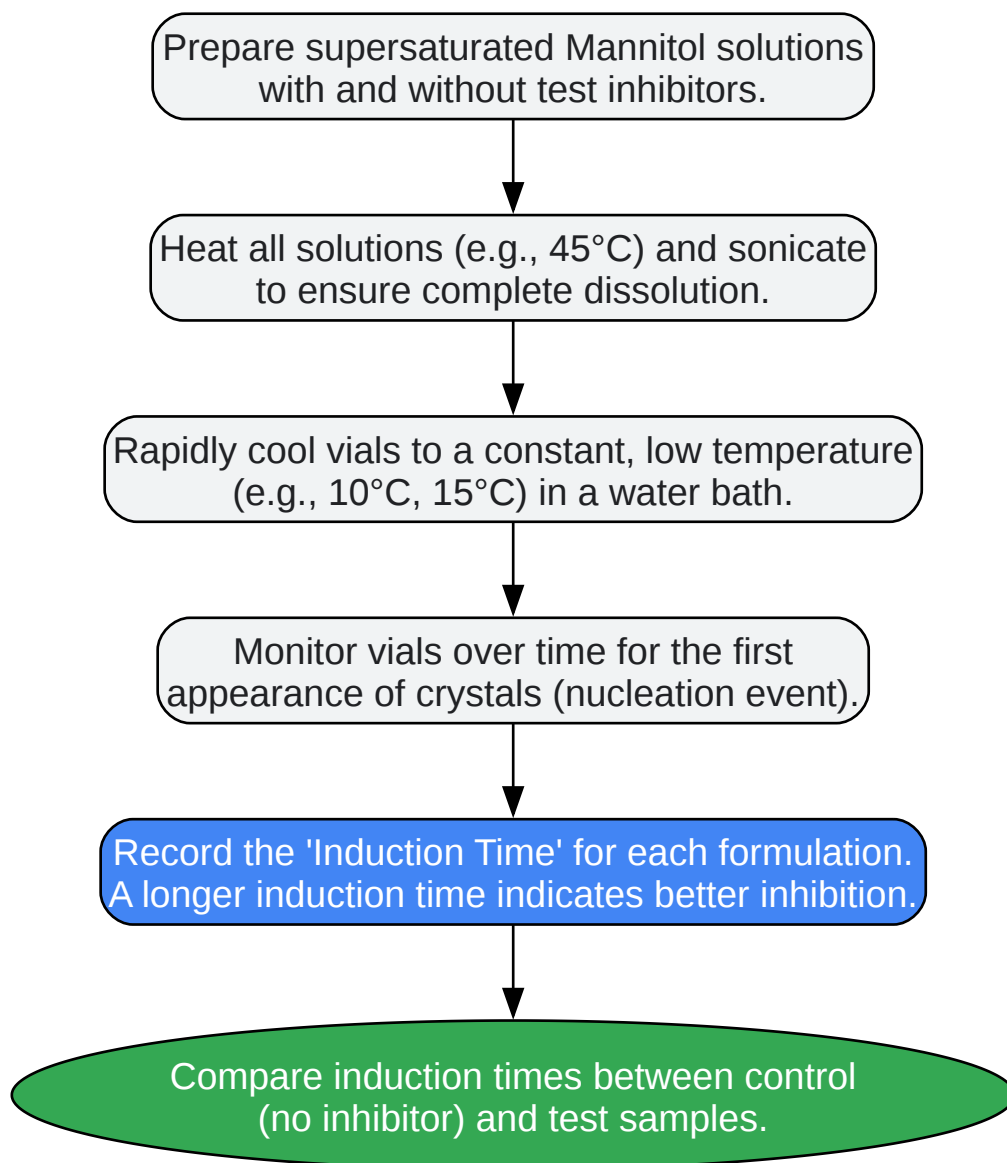 Prepare supersaturated Mannitol solutions
with and without test inhibitors.
Heat all solutions (e.g., 45°C) and sonicate
to ensure complete dissolution.
Rapidly cool vials to a constant, low temperature
(e.g., 10°C, 15°C) in a water bath.
Monitor vials over time for the first
appearance of crystals (nucleation event).
Record the 'Induction Time' for each formulation.
A longer induction time indicates better inhibition.
Compare induction times between control
(no inhibitor) and test samples.